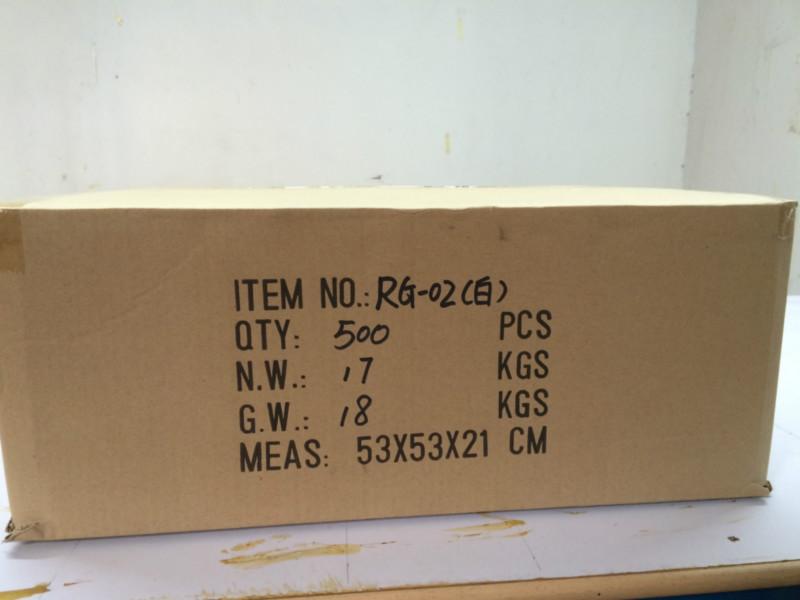 ITEM NO.: RG-02(白)
QTY: 500 PCS
N.W.: 17 KGS
G.W.: 18 KGS
MEAS: 53X53X21 CM